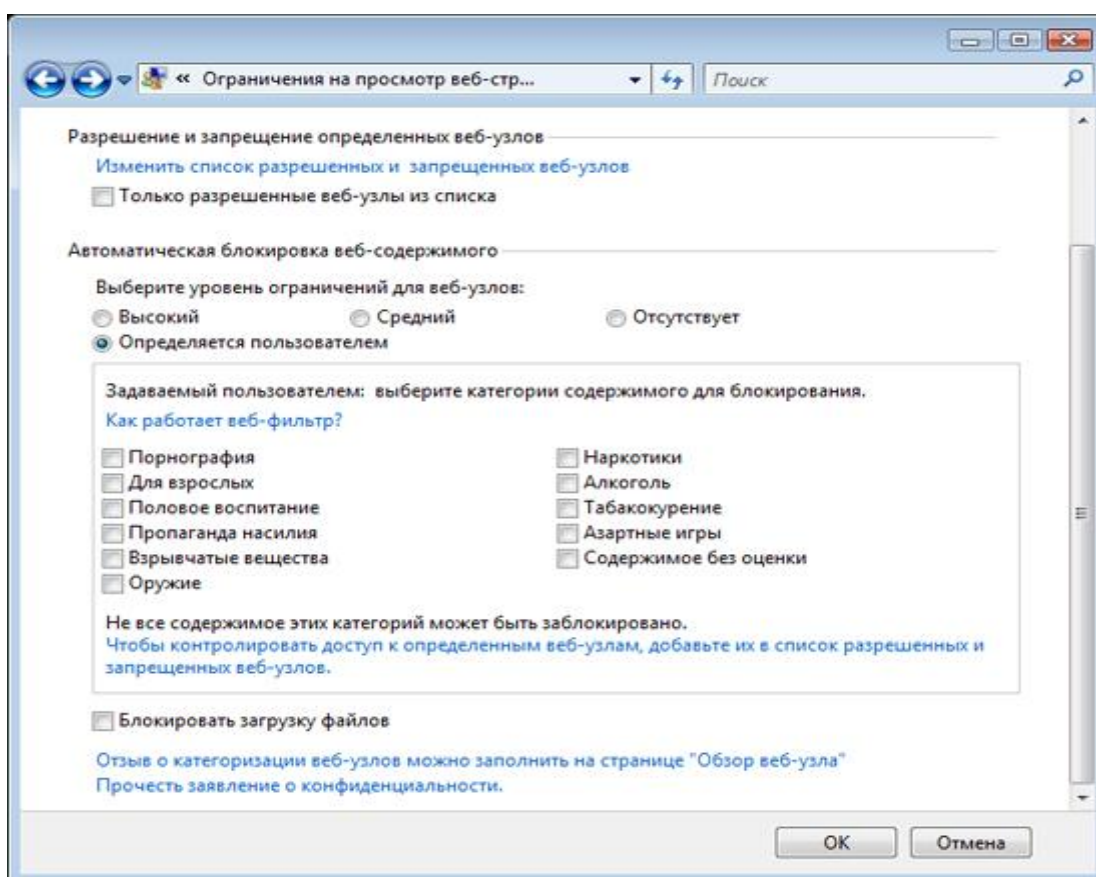 « Ограничения на просмотр веб-стр...
Поиск
Разрешение и запрещение определенных веб-узлов
Изменить список разрешенных и запрещенных веб-узлов
Только разрешенные веб-узлы из списка
Автоматическая блокировка веб-содержимого
Выберите уровень ограничений для веб-узлов:
Высокий Средний Отсутствует
Определяется пользователем
Задаваемый пользователем: выберите категории содержимого для блокирования.
Как работает веб-фильтр?
Порнография Наркотики
Для взрослых Алкоголь
Половое воспитание Табакокурение
Пропаганда насилия Азартные игры
Взрывчатые вещества Содержимое без оценки
Оружие
Не все содержимое этих категорий может быть заблокировано.
Чтобы контролировать доступ к определенным веб-узлам, добавьте их в список разрешенных и
запрещенных веб-узлов.
Блокировать загрузку файлов
Отзыв о категоризации веб-узлов можно заполнить на странице "Обзор веб-узла"
Прочесть заявление о конфиденциальности.
ОК Отмена